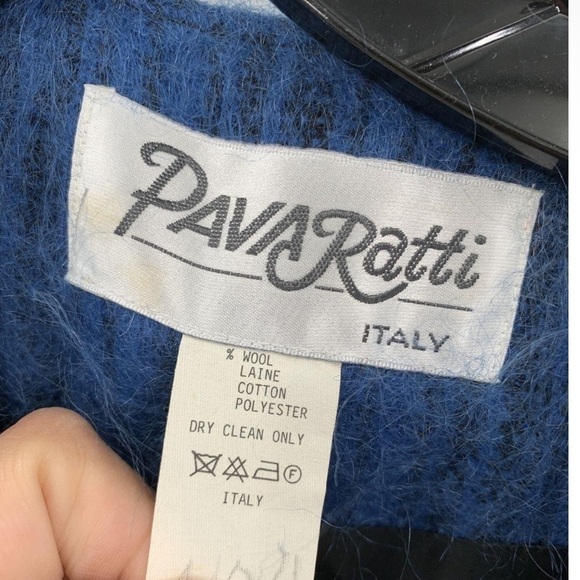 PAVARatti
ITALY
% WOOL
LAINE
COTTON
POLYESTER
DRY CLEAN ONLY
F
ITALY